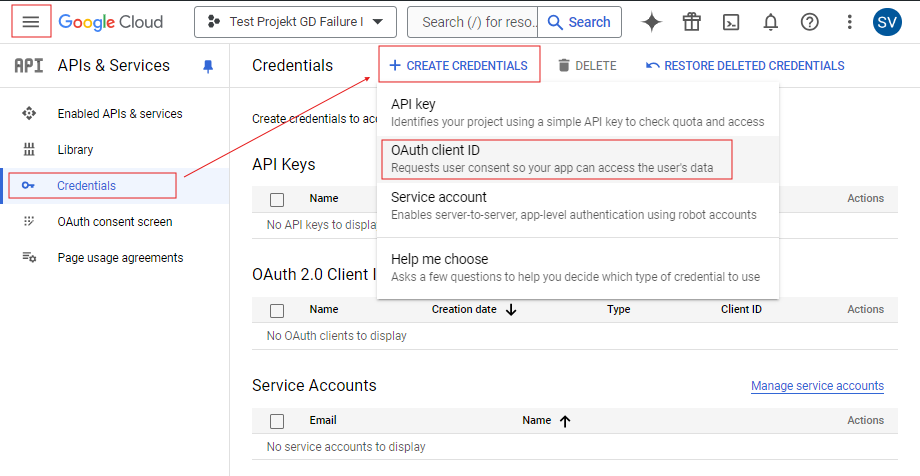 Google Cloud
Test Projekt GD Failure I
Search (/) for reso...
Search
SV
API
APIs & Services
Enabled APIs & services
Library
Credentials
OAuth consent screen
Page usage agreements
Credentials
+ CREATE CREDENTIALS
DELETE
RESTORE DELETED CREDENTIALS
Create credentials to acc
API key
Identifies your project using a simple API key to check quota and access
OAuth client ID
Requests user consent so your app can access the user's data
Service account
Enables server-to-server, app-level authentication using robot accounts
Help me choose
Asks a few questions to help you decide which type of credential to use
API Keys
Name Actions
No API keys to display
OAuth 2.0 Client I
Name Creation date Type Client ID Actions
No OAuth clients to display
Service Accounts
Manage service accounts
Email Name Actions
No service accounts to display